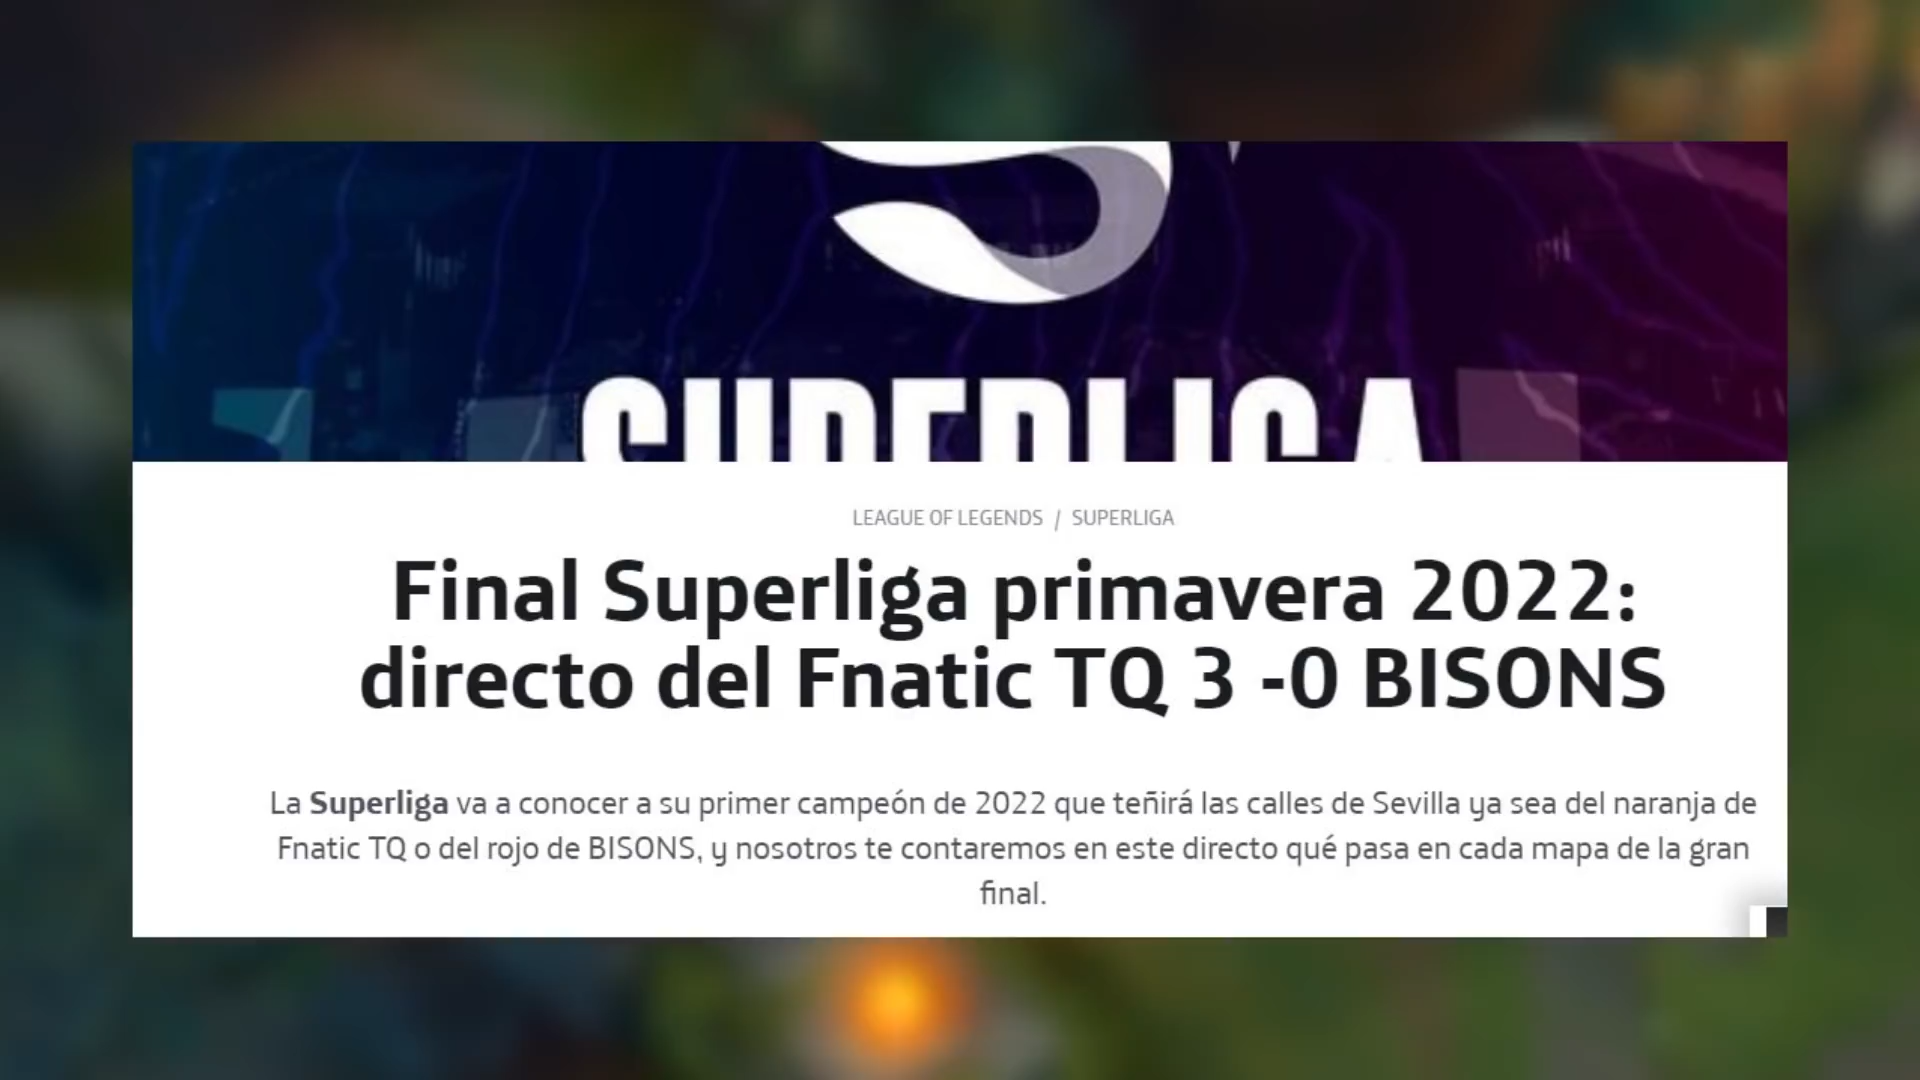 SUPERLIGA
LEAGUE OF LEGENDS / SUPERLIGA
Final Superliga primavera 2022:
directo del Fnatic TQ 3 -0 BISONS
La Superliga va a conocer a su primer campeón de 2022 que teñirá las calles de Sevilla ya sea del naranja de
Fnatic TQ o del rojo de BISONS, y nosotros te contaremos en este directo qué pasa en cada mapa de la gran
final.